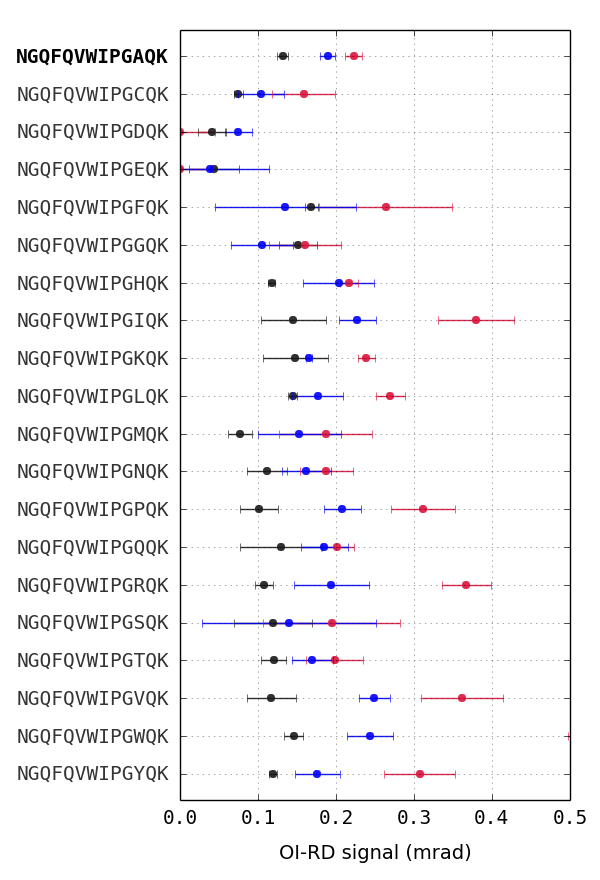 NGQFQVWIPGAQK
NGQFQVWIPGCQK
NGQFQVWIPGDQK
NGQFQVWIPGEQK
NGQFQVWIPGFQK
NGQFQVWIPGGQK
NGQFQVWIPGHQK
NGQFQVWIPGIQK
NGQFQVWIPGKQK
NGQFQVWIPGLQK
NGQFQVWIPGMQK
NGQFQVWIPGNQK
NGQFQVWIPGPQK
NGQFQVWIPGQQK
NGQFQVWIPGRQK
NGQFQVWIPGSQK
NGQFQVWIPGTQK
NGQFQVWIPGVQK
NGQFQVWIPGWQK
NGQFQVWIPGYQK
0.0 0.1 0.2 0.3 0.4 0.5
OI-RD signal (mrad)